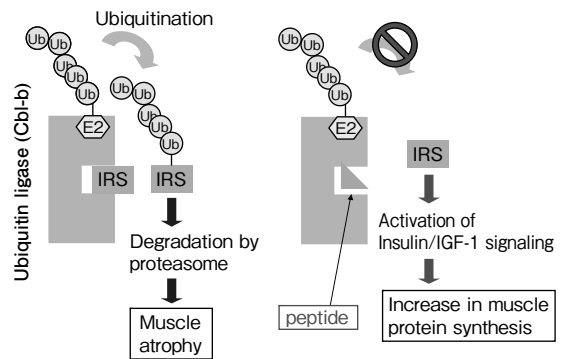 Ubiquitination
Ub
Ub
Ub
Ub
Ub
Ub
Ub
Ub
Ub
Ub
E2
IRS
IRS
Ubiquitin ligase (Cbl-b)
Degradation by
proteasome
Muscle
atrophy
Ub
Ub
Ub
Ub
Ub
E2
IRS
Activation of
Insulin/IGF-1 signaling
peptide
Increase in muscle
protein synthesis